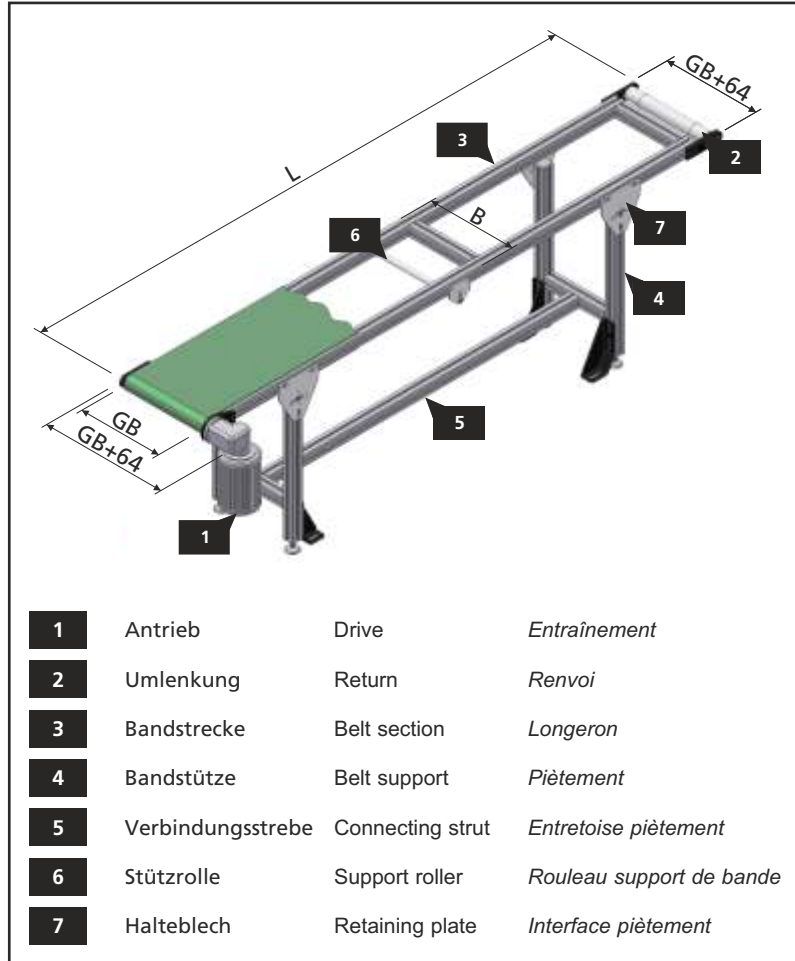 GB+64
3
2
L
B
7
6
4
GB
5
GB+64
1
1 Antrieb Drive Entraînement
2 Umlenkung Return Renvoi
3 Bandstrecke Belt section Longeron
4 Bandstütze Belt support Piètement
5 Verbindungsstrebe Connecting strut Entretoise piètement
6 Stützrolle Support roller Rouleau support de bande
7 Halteblech Retaining plate Interface piètement